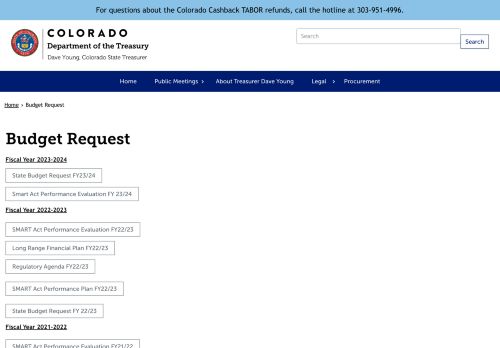 For questions about the Colorado Cashback TABOR refunds, call the hotline at 303-951-4996.
COLORADO
Department of the Treasury
Dave Young, Colorado State Treasurer
Search
Search
Home
Public Meetings
About Treasurer Dave Young
Legal
Procurement
Home › Budget Request
Budget Request
Fiscal Year 2023-2024
State Budget Request FY23/24
Smart Act Performance Evaluation FY 23/24
Fiscal Year 2022-2023
SMART Act Performance Evaluation FY22/23
Long Range Financial Plan FY22/23
Regulatory Agenda FY22/23
SMART Act Performance Plan FY 22/23
State Budget Request FY 22/23
Fiscal Year 2021-2022
SMART Act Performance Evaluation FY21/22